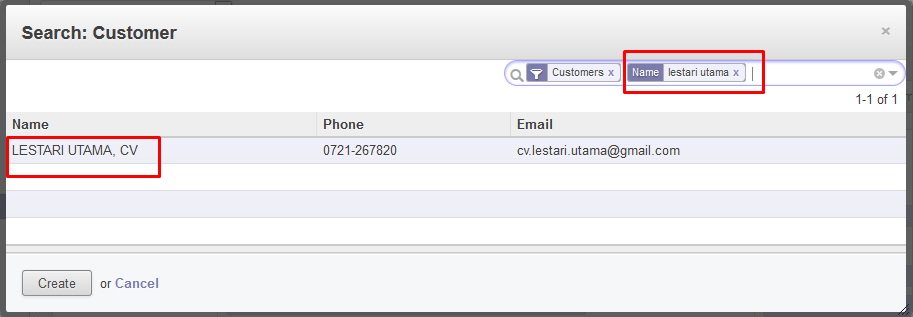 Search: Customer ×
Customers x Name lestari utama x
1-1 of 1
Name Phone Email
LESTARI UTAMA, CV 0721-267820 cv.lestari.utama@gmail.com
Create or Cancel